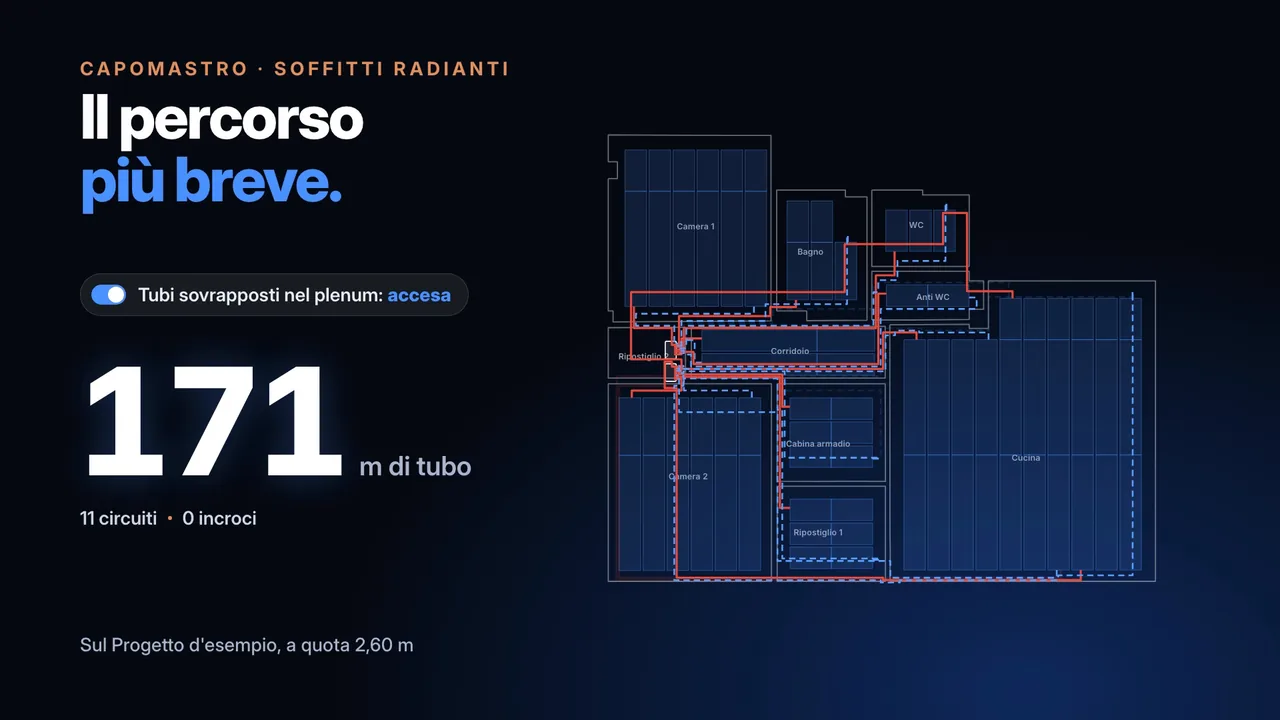 CAPOMASTRO · SOFFITTI RADIANTI
Il percorso
più breve.
Tubi sovrapposti nel plenum: accesa
171 m di tubo
11 circuiti • 0 incroci
Sul Progetto d'esempio, a quota 2,60 m
Camera 1
Bagno
WC
Anti WC
Ripostiglio 2
Corridoio
Cabina armadio
Cucina
Camera 2
Ripostiglio 1